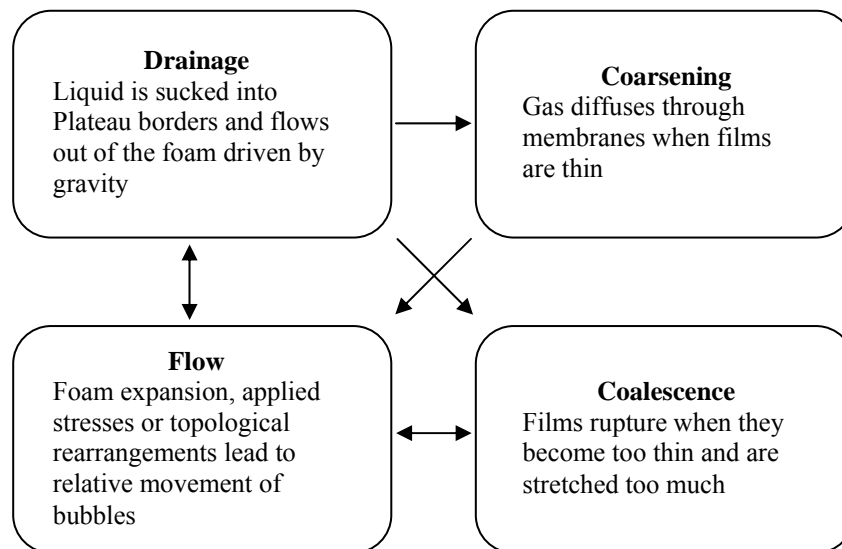 Drainage
Liquid is sucked into
Plateau borders and flows
out of the foam driven by
gravity
Coarsening
Gas diffuses through
membranes when films
are thin
Flow
Foam expansion, applied
stresses or topological
rearrangements lead to
relative movement of
bubbles
Coalescence
Films rupture when they
become too thin and are
stretched too much